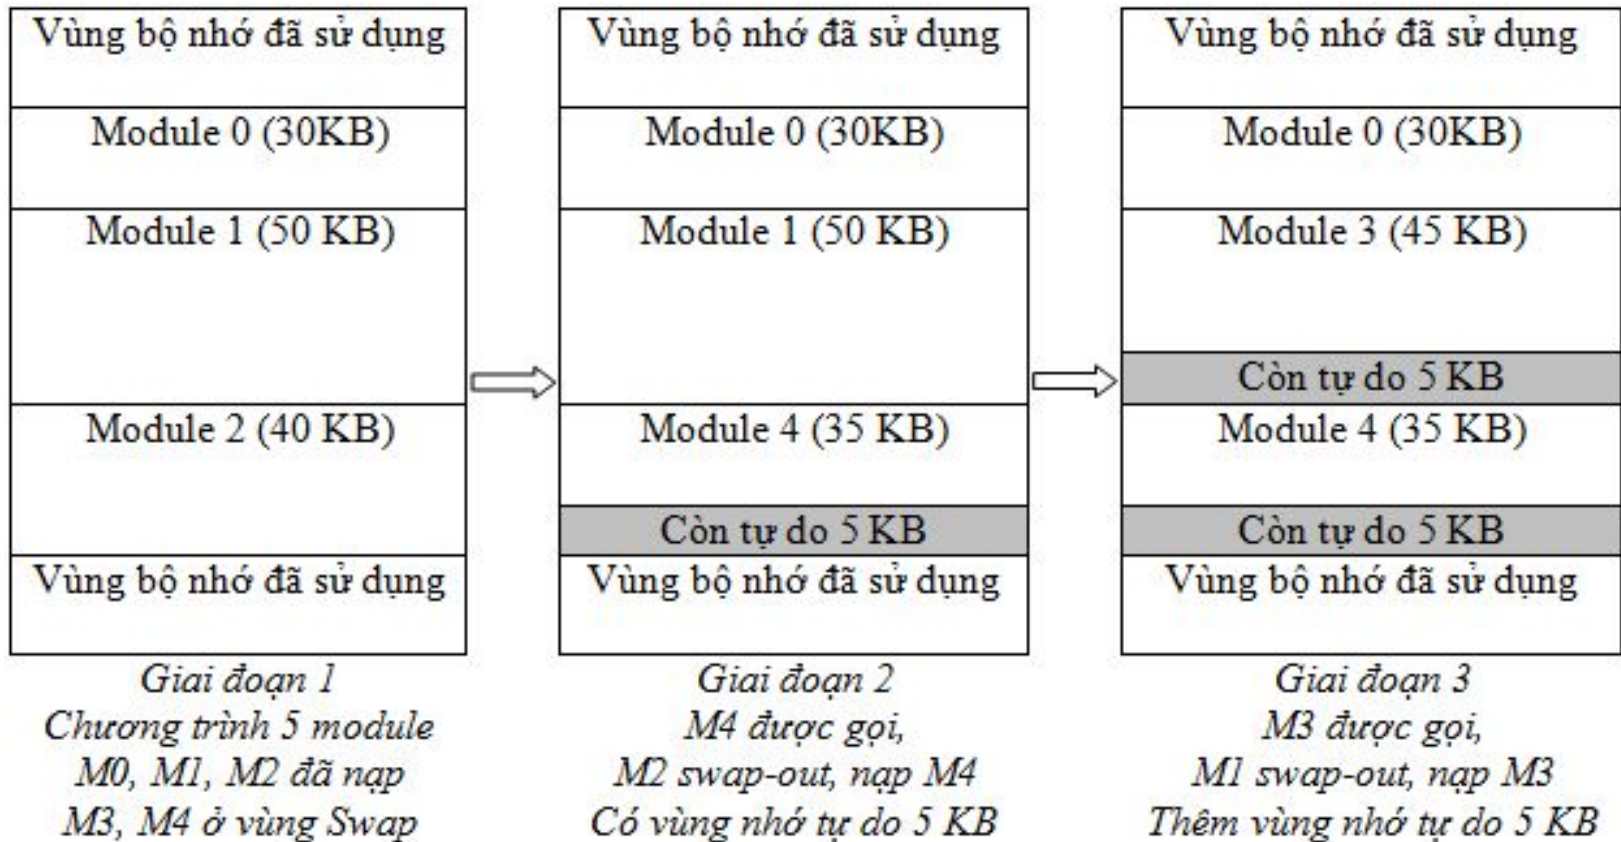 Vùng bộ nhớ đã sử dụng
Module 0 (30KB)
Module 1 (50 KB)
Module 2 (40 KB)
Vùng bộ nhớ đã sử dụng
Giai đoạn 1
Chương trình 5 module
M0, M1, M2 đã nạp
M3, M4 ở vùng Swap
Vùng bộ nhớ đã sử dụng
Module 0 (30KB)
Module 1 (50 KB)
Module 4 (35 KB)
Còn tự do 5 KB
Vùng bộ nhớ đã sử dụng
Giai đoạn 2
M4 được gọi,
M2 swap-out, nạp M4
Có vùng nhớ tự do 5 KB
Vùng bộ nhớ đã sử dụng
Module 0 (30KB)
Module 3 (45 KB)
Còn tự do 5 KB
Module 4 (35 KB)
Còn tự do 5 KB
Vùng bộ nhớ đã sử dụng
Giai đoạn 3
M3 được gọi,
M1 swap-out, nạp M3
Thêm vùng nhớ tự do 5 KB